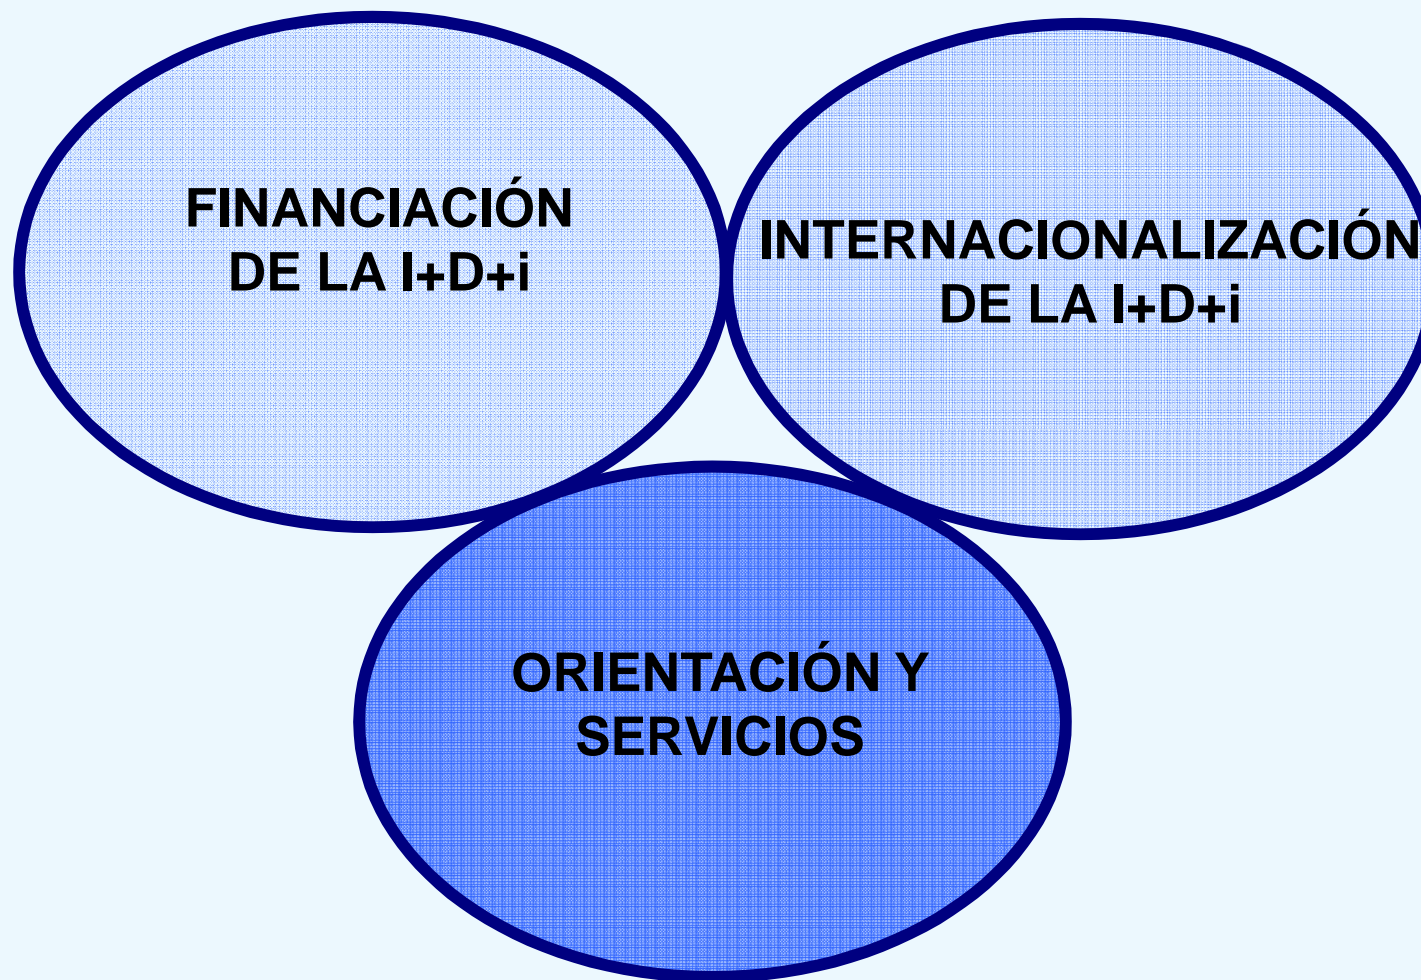 FINANCIACIÓN
DE LA I+D+i
INTERNACIONALIZACIÓN
DE LA I+D+i
ORIENTACIÓN Y
SERVICIOS